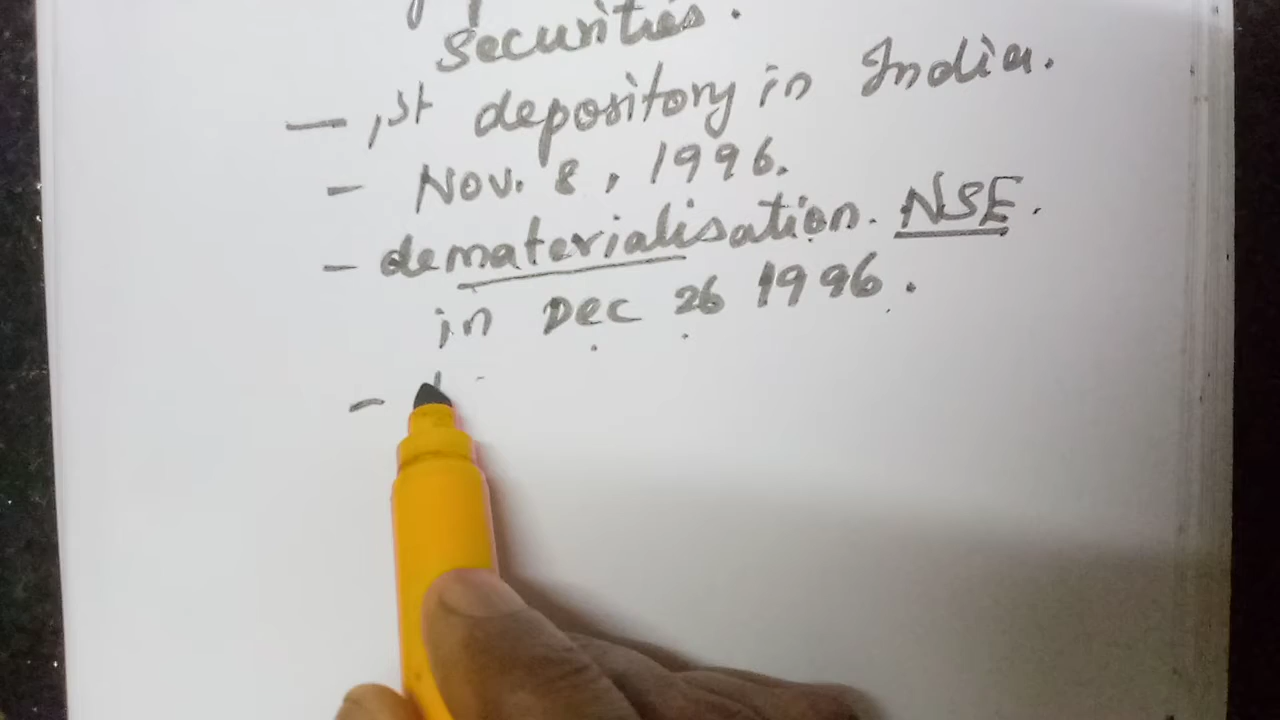 securities.
- 1st depository in India.
- Nov. 8, 1996.
- dematerialisation. NSE.
in Dec 26 1996.
-